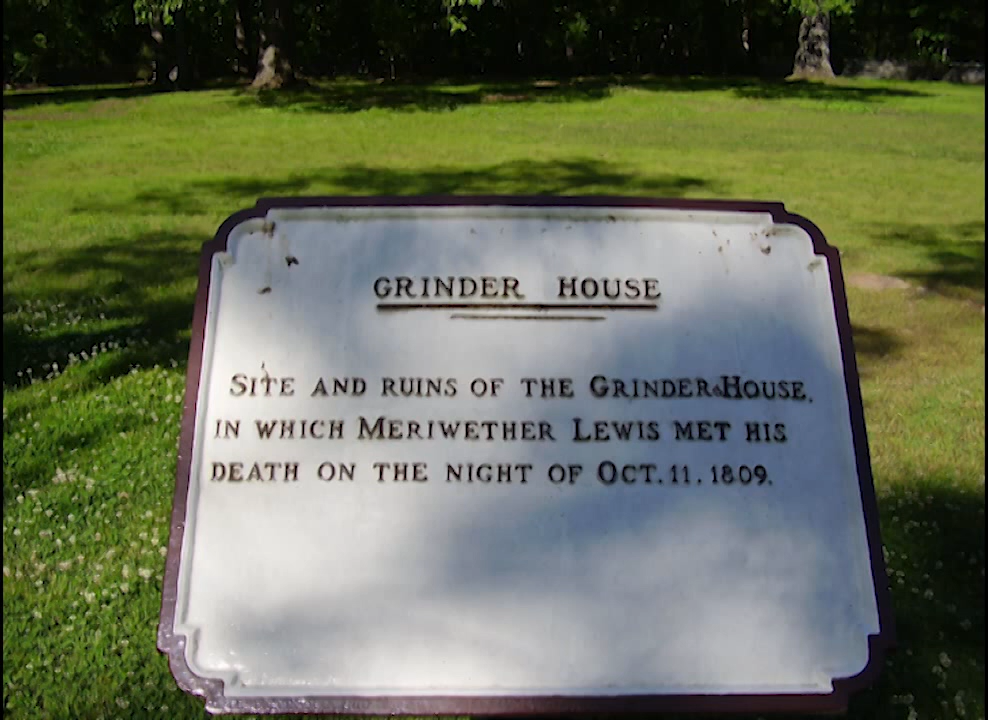 GRINDER HOUSE
SITE AND RUINS OF THE GRINDER HOUSE,
IN WHICH MERIWETHER LEWIS MET HIS
DEATH ON THE NIGHT OF OCT. 11. 1809.